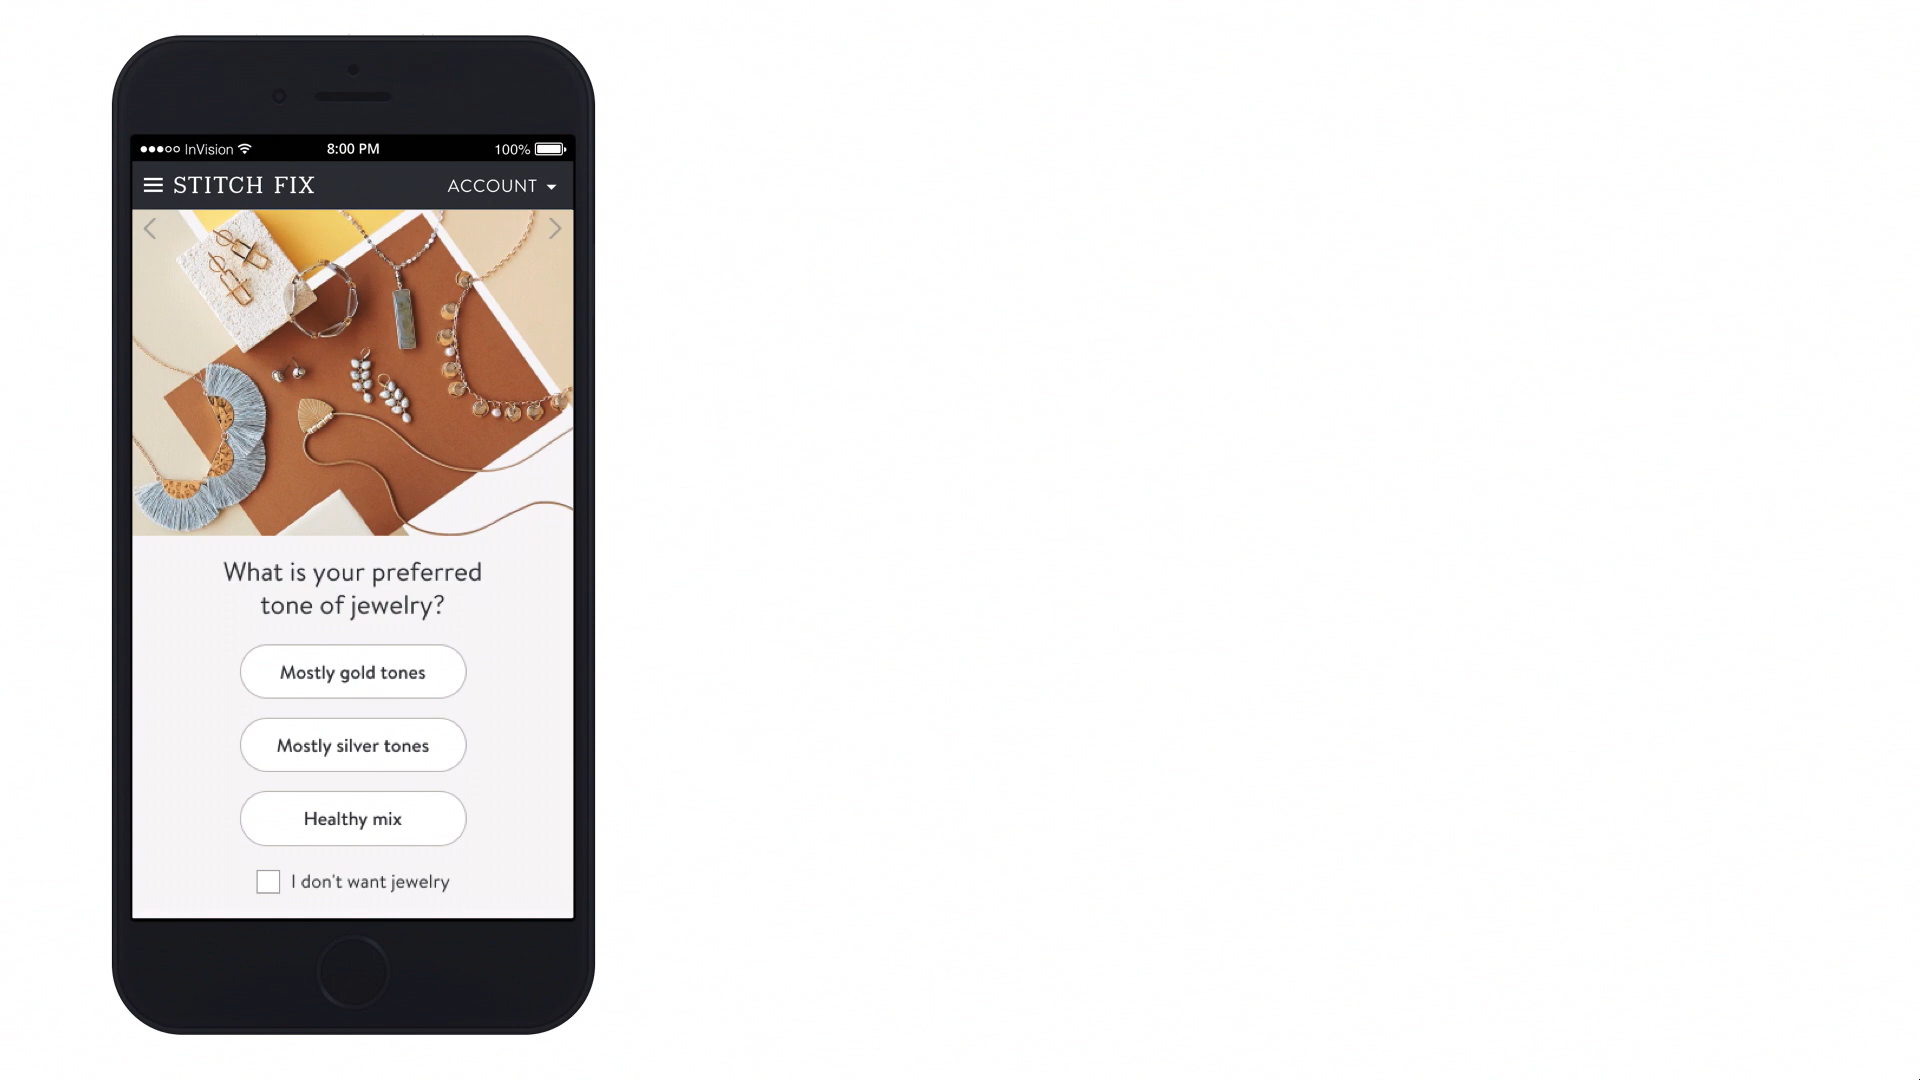 InVision
8:00 PM
100%
STITCH FIX
ACCOUNT
What is your preferred
tone of jewelry?
Mostly gold tones
Mostly silver tones
Healthy mix
I don't want jewelry